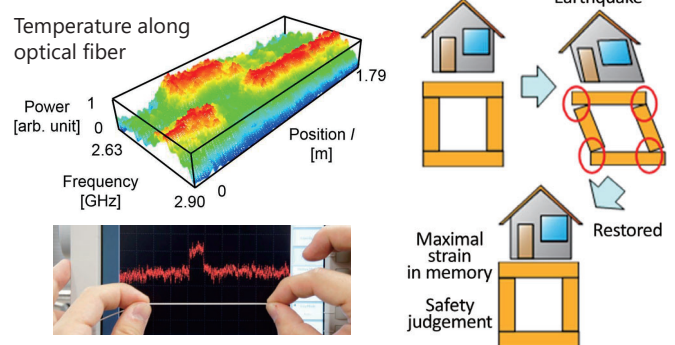 Temperature along
optical fiber
Power
[arb. unit]
1
0
2.63
Frequency
[GHz]
2.90
0
Position l
[m]
1.79
Earthquake
Restored
Maximal
strain
in memory
Safety
judgement